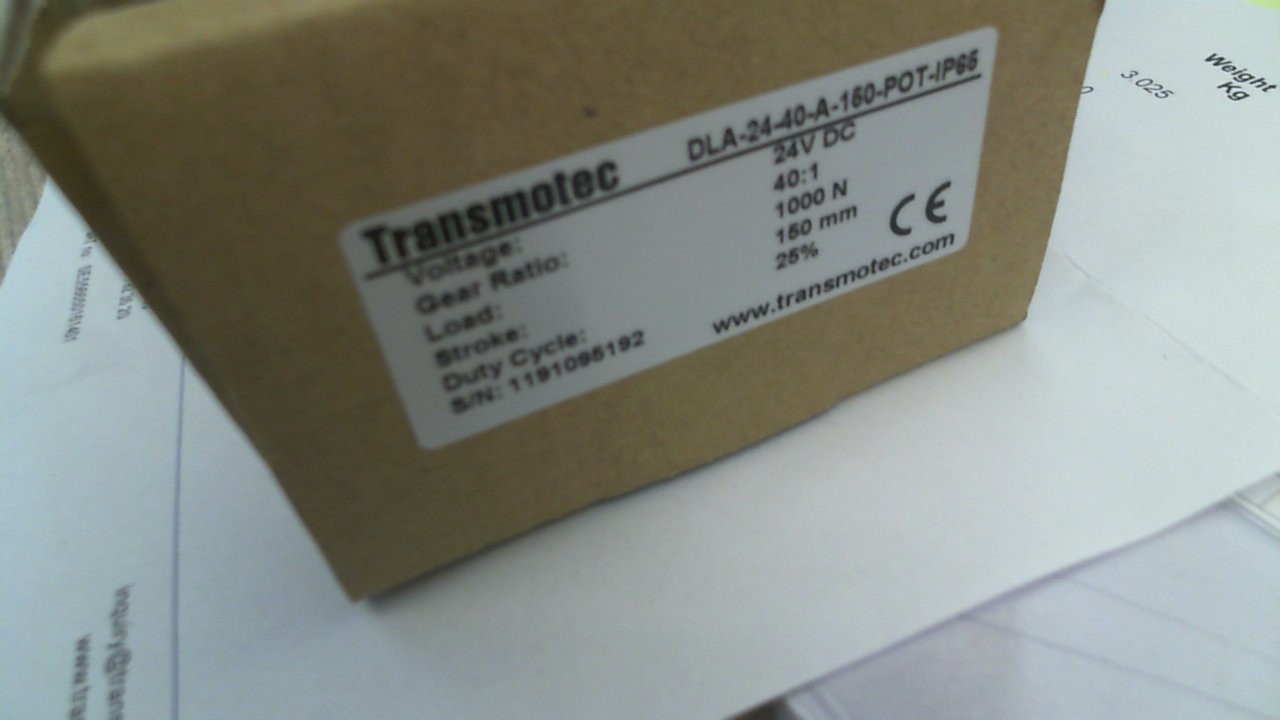 Transmotec DLA-24-40-A-150-POT-IP65
Voltage: 24V DC
Gear Ratio: 40:1
Load: 1000 N
Stroke: 150 mm
Duty Cycle: 25%
S/N: 1191095192
CE
www.transmotec.com
Weight
Kg
3.025